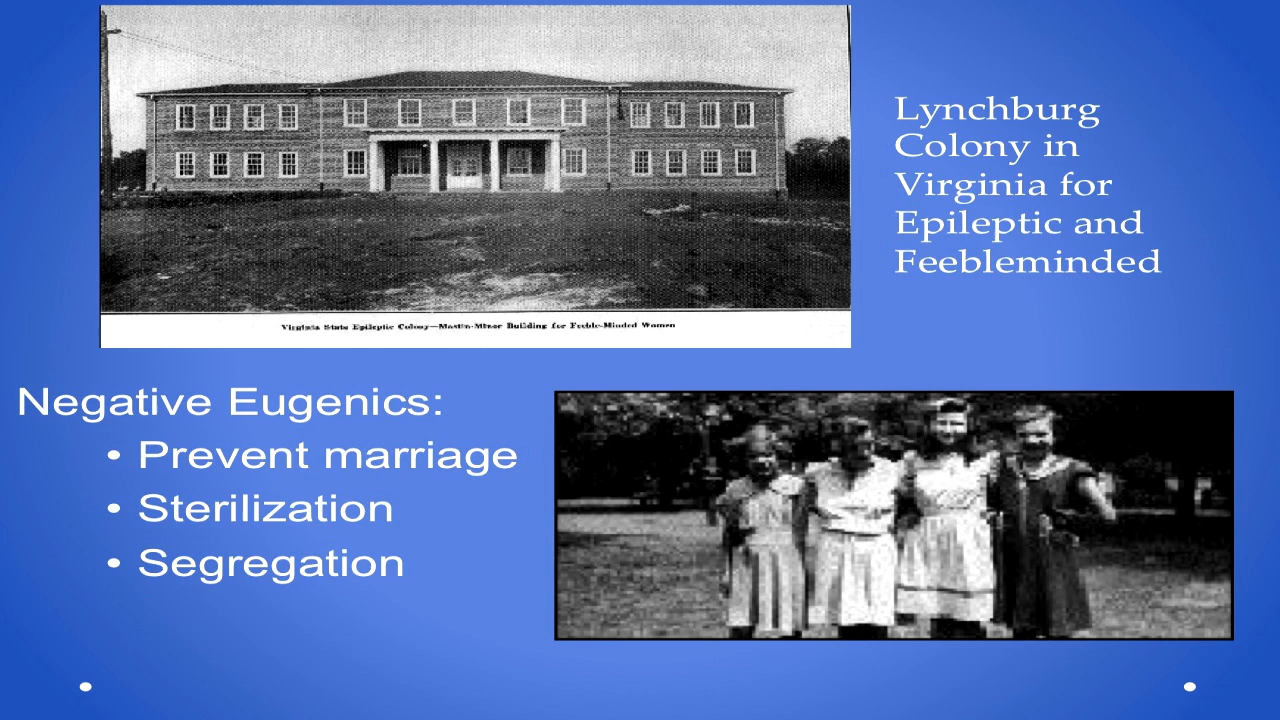 Lynchburg
Colony in
Virginia for
Epileptic and
Feebleminded
Virginia State Epileptic Colony—Mastin-Minor Building for Feeble-Minded Women
Negative Eugenics:
• Prevent marriage
• Sterilization
• Segregation